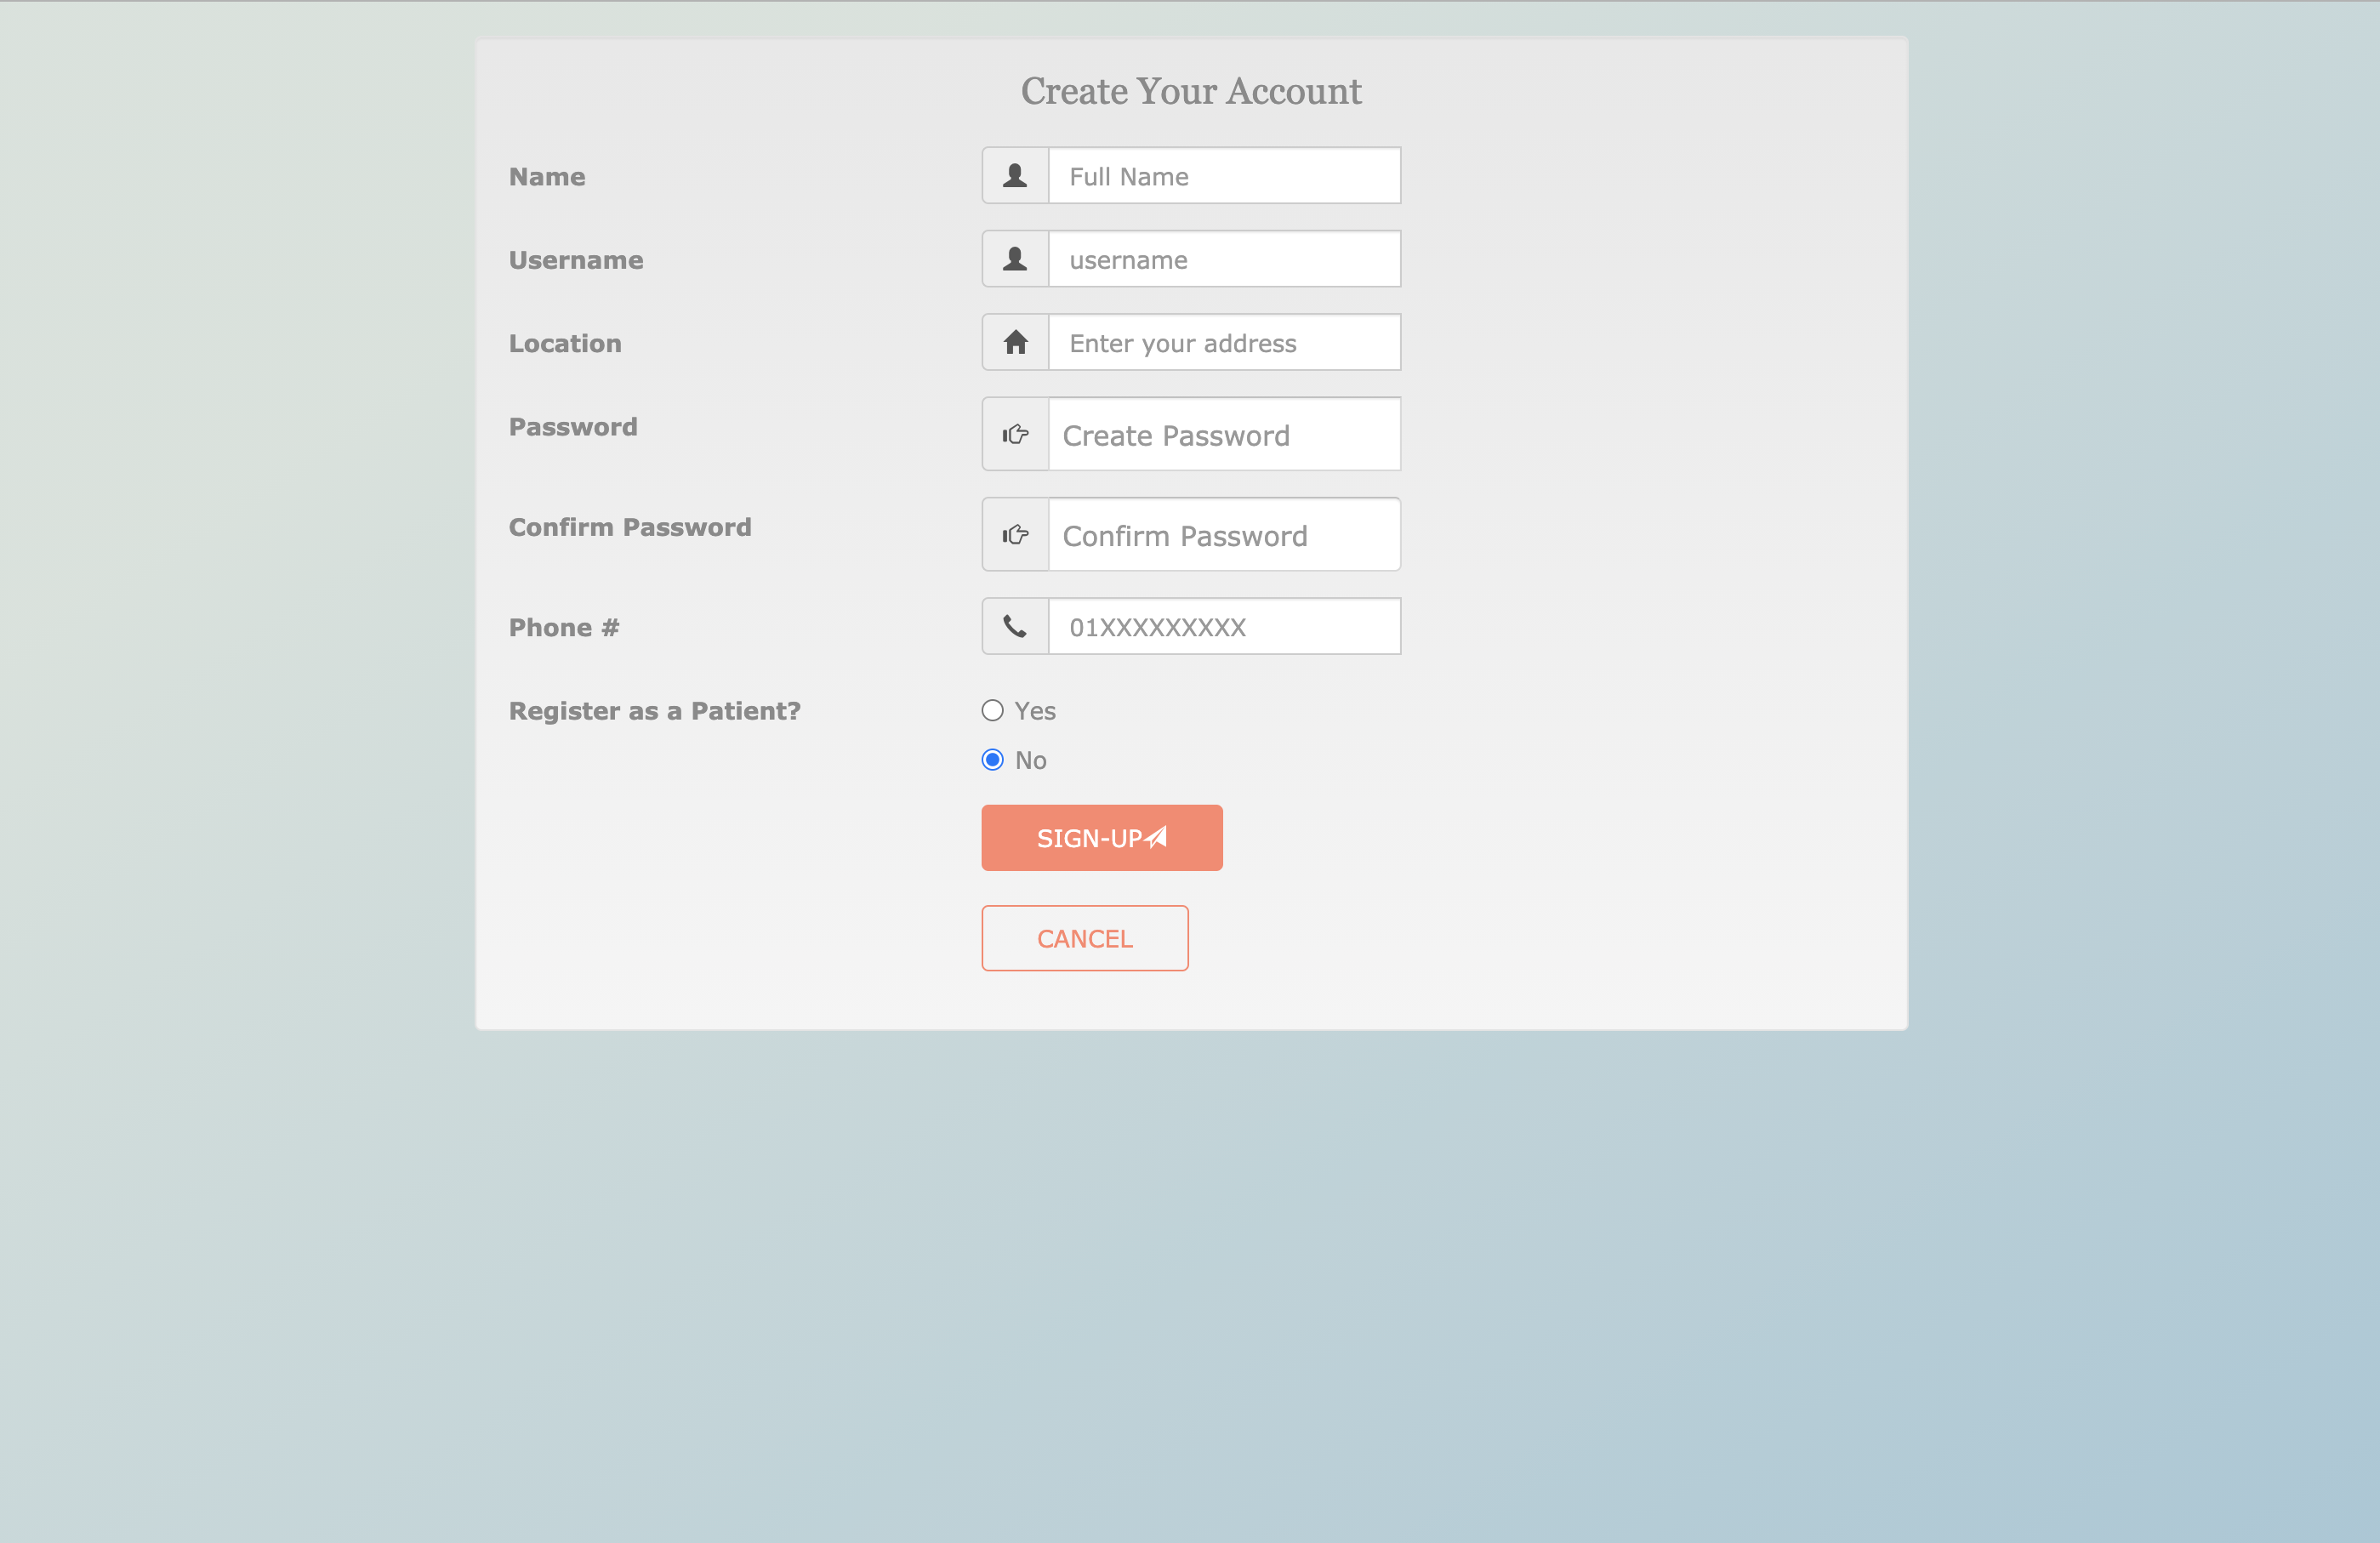 Create Your Account
Name
Full Name
Username
username
Location
Enter your address
Password
Create Password
Confirm Password
Confirm Password
Phone #
01XXXXXXXXX
Register as a Patient?
Yes
No
SIGN-UP
CANCEL